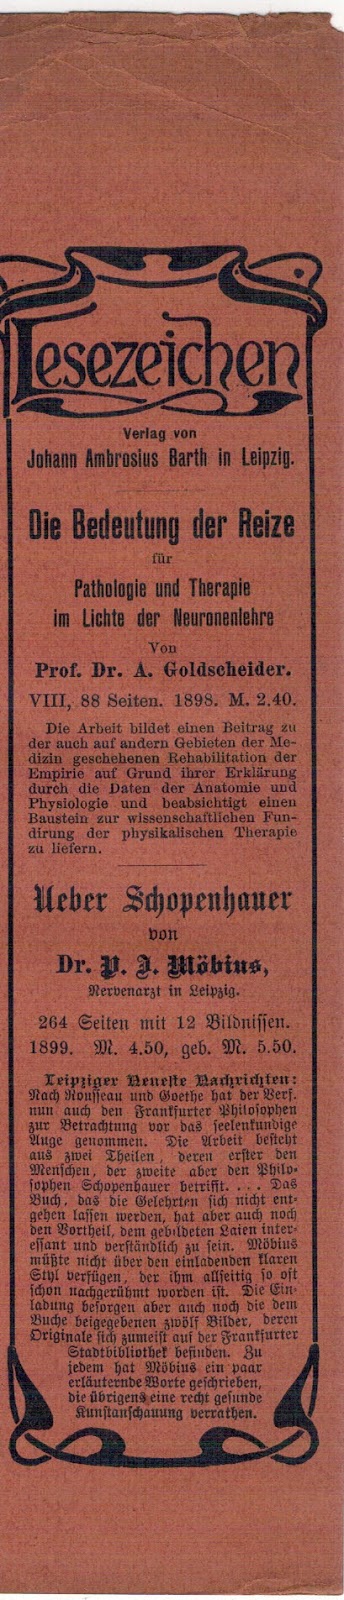 Lesezeichen
Verlag von
Johann Ambrosius Barth in Leipzig.
Die Bedeutung der Reize
für
Pathologie und Therapie
im Lichte der Neuronenlehre
Von
Prof. Dr. A. Goldscheider.
VIII, 88 Seiten. 1898. M. 2.40.
Die Arbeit bildet einen Beitrag zu
der auch auf andern Gebieten der Me-
dizin geschehenen Rehabilitation der
Empirie auf Grund ihrer Erklärung
durch die Daten der Anatomie und
Physiologie und beabsichtigt einen
Baustein zur wissenschaftlichen Fun-
dirung der physikalischen Therapie
zu liefern.
Ueber Schopenhauer
von
Dr. P. J. Möbius,
Nervenarzt in Leipzig.
264 Seiten mit 12 Bildnissen.
1899. M. 4.50, geb. M. 5.50.
Leipziger Neueste Nachrichten:
Nach Rousseau und Goethe hat der Verf.
nun auch den Frankfurter Philosophen
zur Betrachtung vor das seelenkundige
Auge genommen. Die Arbeit besteht
aus zwei Theilen, deren erster den
Menschen, der zweite aber den Philo-
sophen Schopenhauer betrifft. . . . Das
Buch, das die Gelehrten sich nicht ent-
gehen lassen werden, hat aber auch noch
den Vortheil, dem gebildeten Laien inter-
essant und verständlich zu sein. Möbius
müßte nicht über den einladenden klaren
Styl verfügen, der ihm allseitig so oft
schon nachgerühmt worden ist. Die Ein-
ladung besorgen aber auch noch die dem
Buche beigegebenen zwölf Bilder, deren
Originale sich zumeist auf der Frankfurter
Stadtbibliothek befinden. Zu
jedem hat Möbius ein paar
erläuternde Worte geschrieben,
die übrigens eine recht gesunde
Kunstanschauung verrathen.